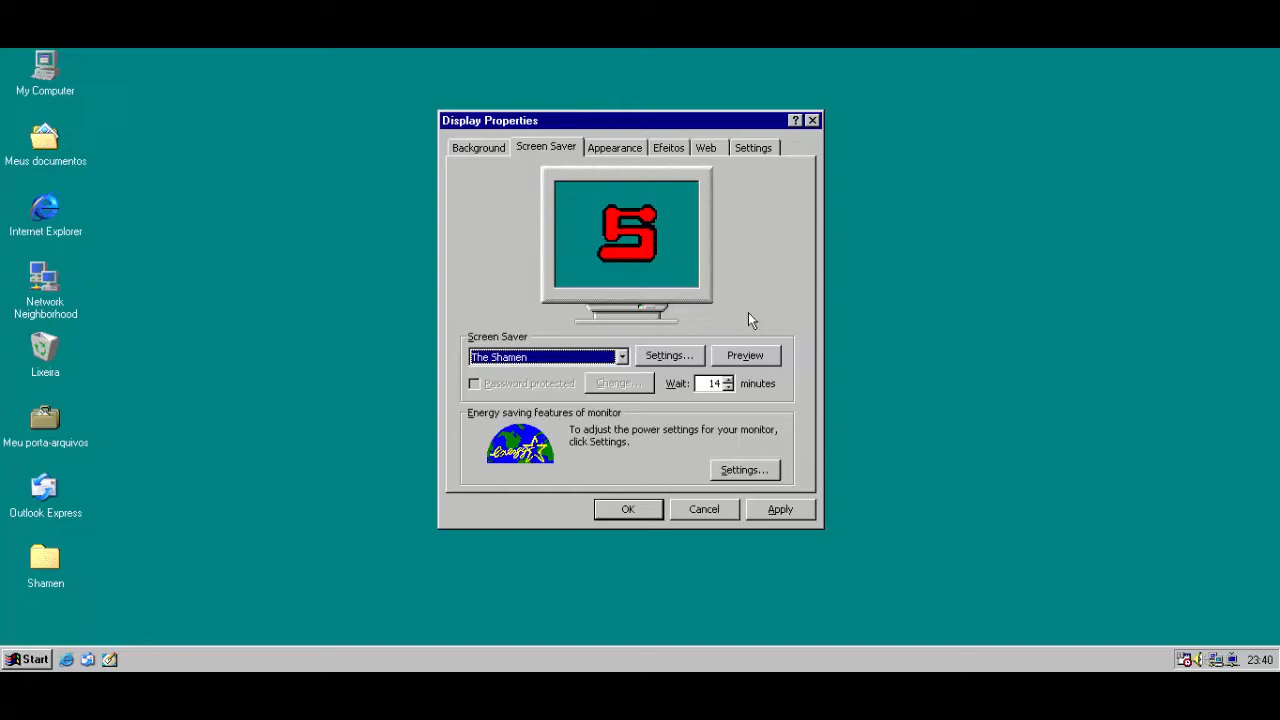 My Computer
Meus documentos
Internet Explorer
Network
Neighborhood
Lixeira
Meu porta-arquivos
Outlook Express
Shamen
Display Properties
Background
Screen Saver
Appearance
Efeitos
Web
Settings
Screen Saver
The Shamen
Settings...
Preview
Password protected
Change...
Wait: 14 minutes
Energy saving features of monitor
energy
To adjust the power settings for your monitor,
click Settings.
Settings...
OK
Cancel
Apply
Start
23:40